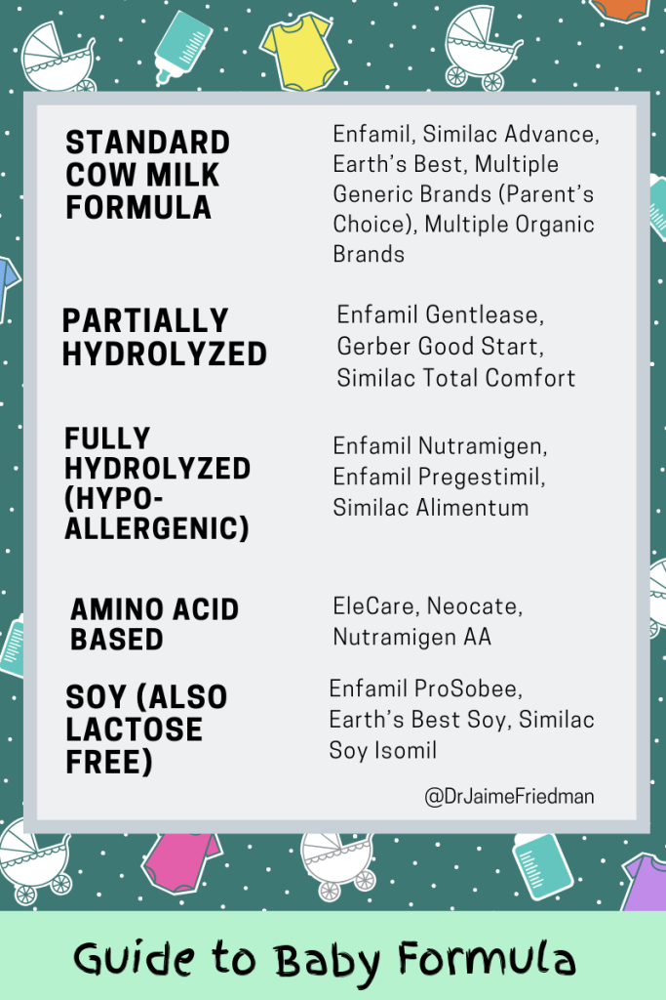 STANDARD
COW MILK
FORMULA
Enfamil, Similac Advance,
Earth's Best, Multiple
Generic Brands (Parent's
Choice), Multiple Organic
Brands
PARTIALLY
HYDROLYZED
Enfamil Gentlease,
Gerber Good Start,
Similac Total Comfort
FULLY
HYDROLYZED
(HYPO-
ALLERGENIC)
Enfamil Nutramigen,
Enfamil Pregestimil,
Similac Alimentum
AMINO ACID
BASED
EleCare, Neocate,
Nutramigen AA
SOY (ALSO
LACTOSE
FREE)
Enfamil ProSobee,
Earth's Best Soy, Similac
Soy Isomil
@DrJaimeFriedman
Guide to Baby Formula